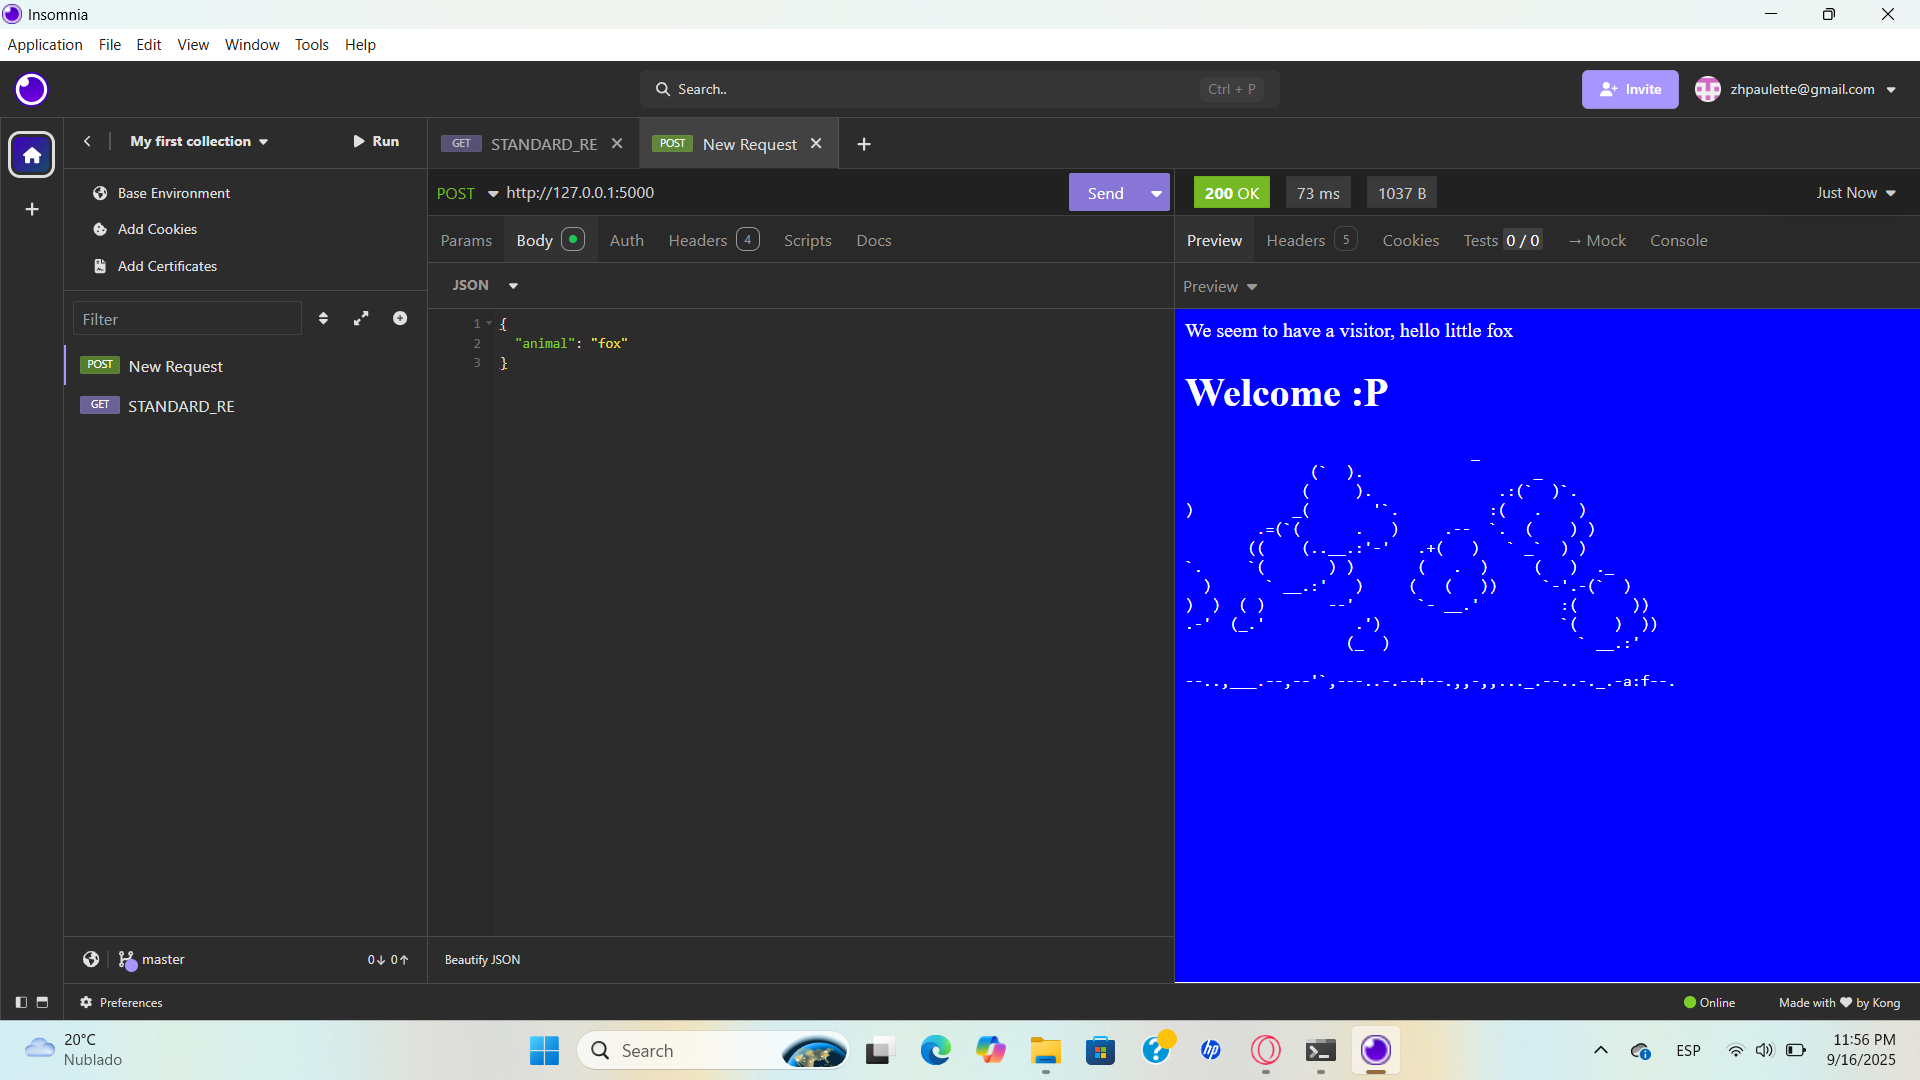 Insomnia
Application File Edit View Window Tools Help
Search.. Ctrl + P
Invite
zhpaulette@gmail.com
My first collection
Run
GET STANDARD_RE
POST New Request
Base Environment
Add Cookies
Add Certificates
Filter
POST New Request
GET STANDARD_RE
master
0↓ 0↑
POST http://127.0.0.1:5000
Send
Params Body Auth Headers 4 Scripts Docs
JSON
1 {
2 "animal": "fox"
3 }
Beautify JSON
200 OK 73 ms 1037 B
Just Now
Preview Headers 5 Cookies Tests 0 / 0 → Mock Console
Preview
We seem to have a visitor, hello little fox
Welcome :P
                                _
              (`  ).                   _
             (     ).              .:(`  )`.
)           _(       '`.          :(   .    )
        .=(`(      .   )     .--  `.  (    ) )
       ((    (..__.:'-'   .+(   )   ` _`  ) )
`.     `(       ) )       (   .  )     (   )  ._
  )      ` __.:'   )     (   (   ))     `-'.-(`  )
)  )  ( )       --'       `- __.'         :(      ))
.-'  (_.'          .')                    `(    )  ))
                  (_  )                     ` __.:'
--..,___.--,--'`,---..-.--+--.,,-,,..._.--..-._.-a:f--.
Preferences
Online
Made with ❤ by Kong
20°C
Nublado
Search
ESP
11:56 PM
9/16/2025